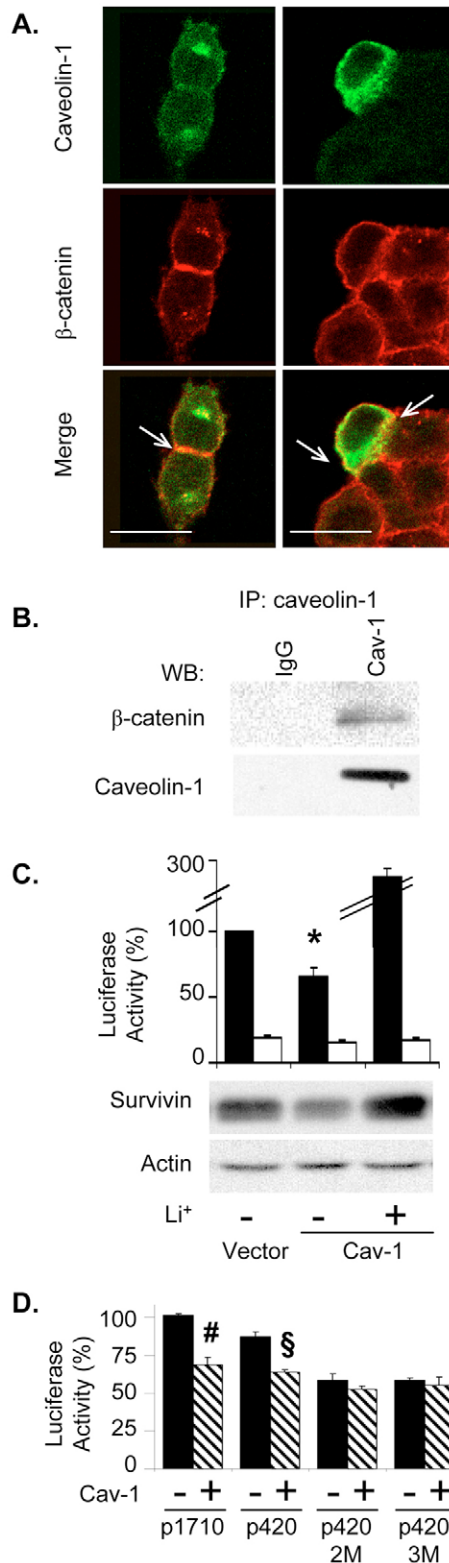 A.
Caveolin-1
β-catenin
Merge
B.
IP: caveolin-1
WB:
IgG
Cav-1
β-catenin
Caveolin-1
C.
Luciferase
Activity (%)
300
100
50
0
*
Survivin
Actin
Li+
- - +
Vector
Cav-1
D.
Luciferase
Activity (%)
100
75
50
25
0
#
§
Cav-1
- + - + - + - +
p1710
p420
p420
2M
p420
3M